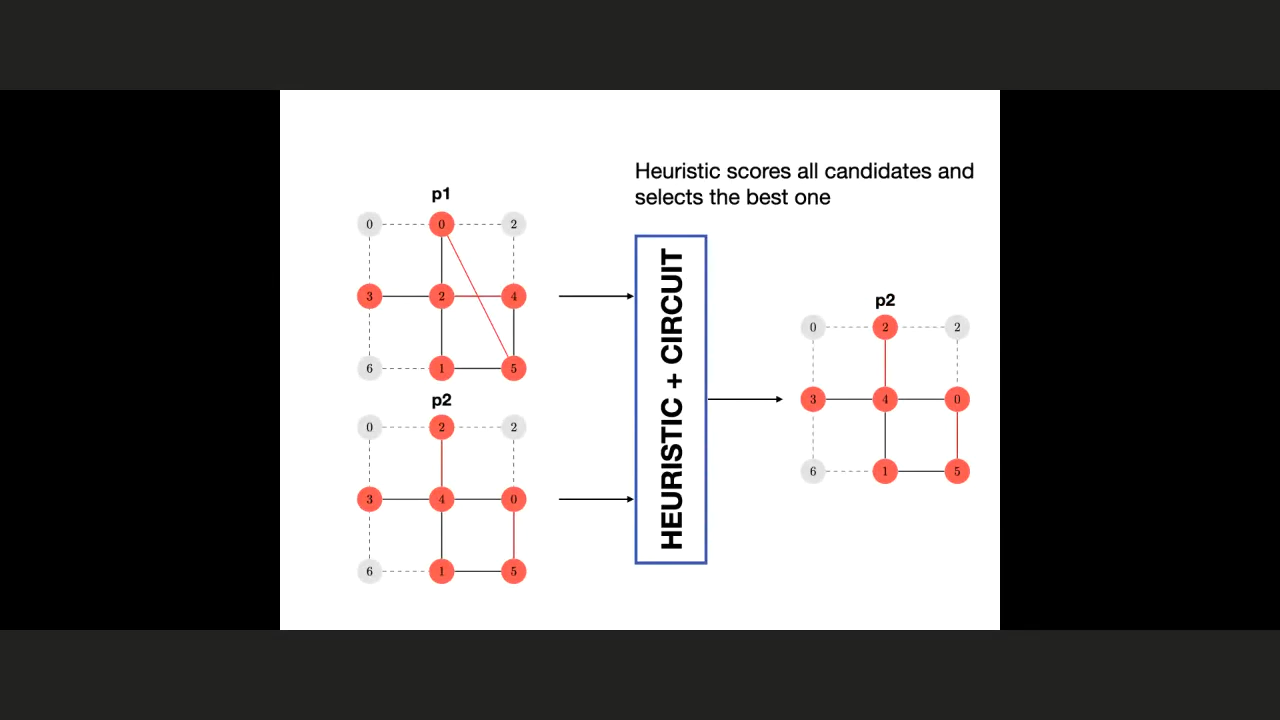 Heuristic scores all candidates and
selects the best one
p1
0 0 2
3 2 4
6 1 5
p2
0 2 2
3 4 0
6 1 5
HEURISTIC + CIRCUIT
p2
0 2 2
3 4 0
6 1 5